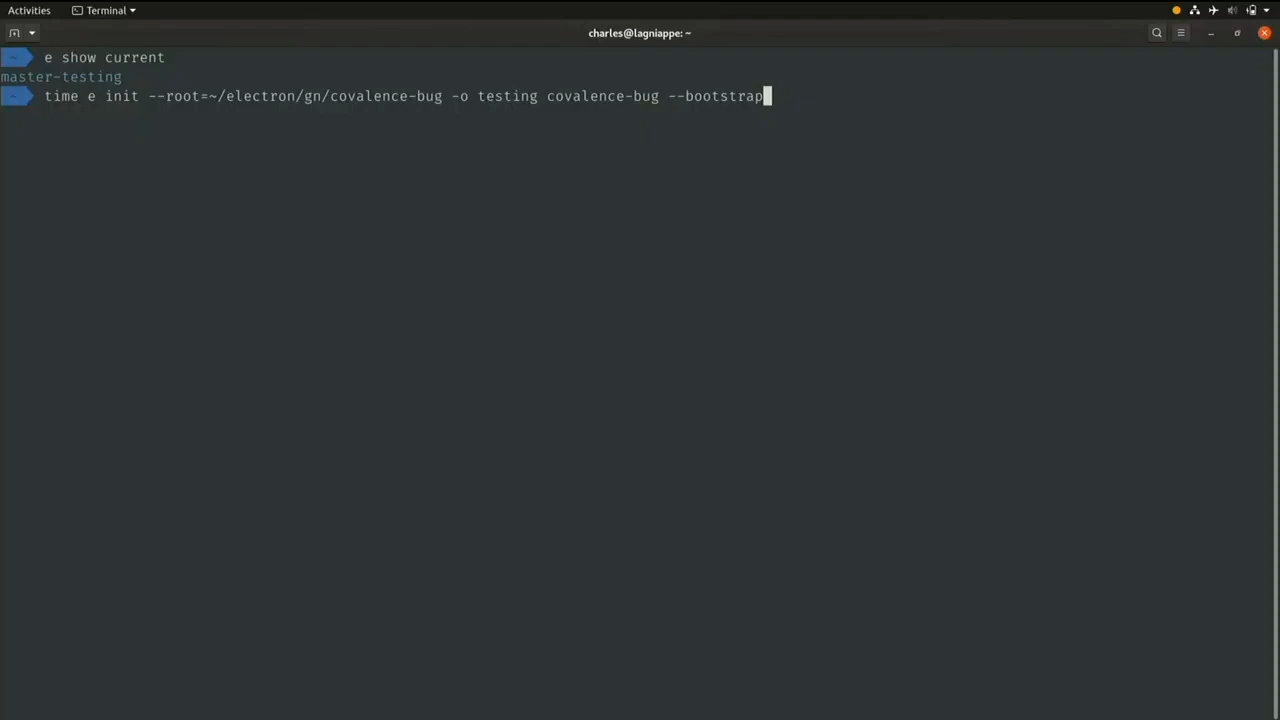 Activities
Terminal
charles@lagniappe: ~
~ e show current
master-testing
~ time e init --root=~/electron/gn/covalence-bug -o testing covalence-bug --bootstrap